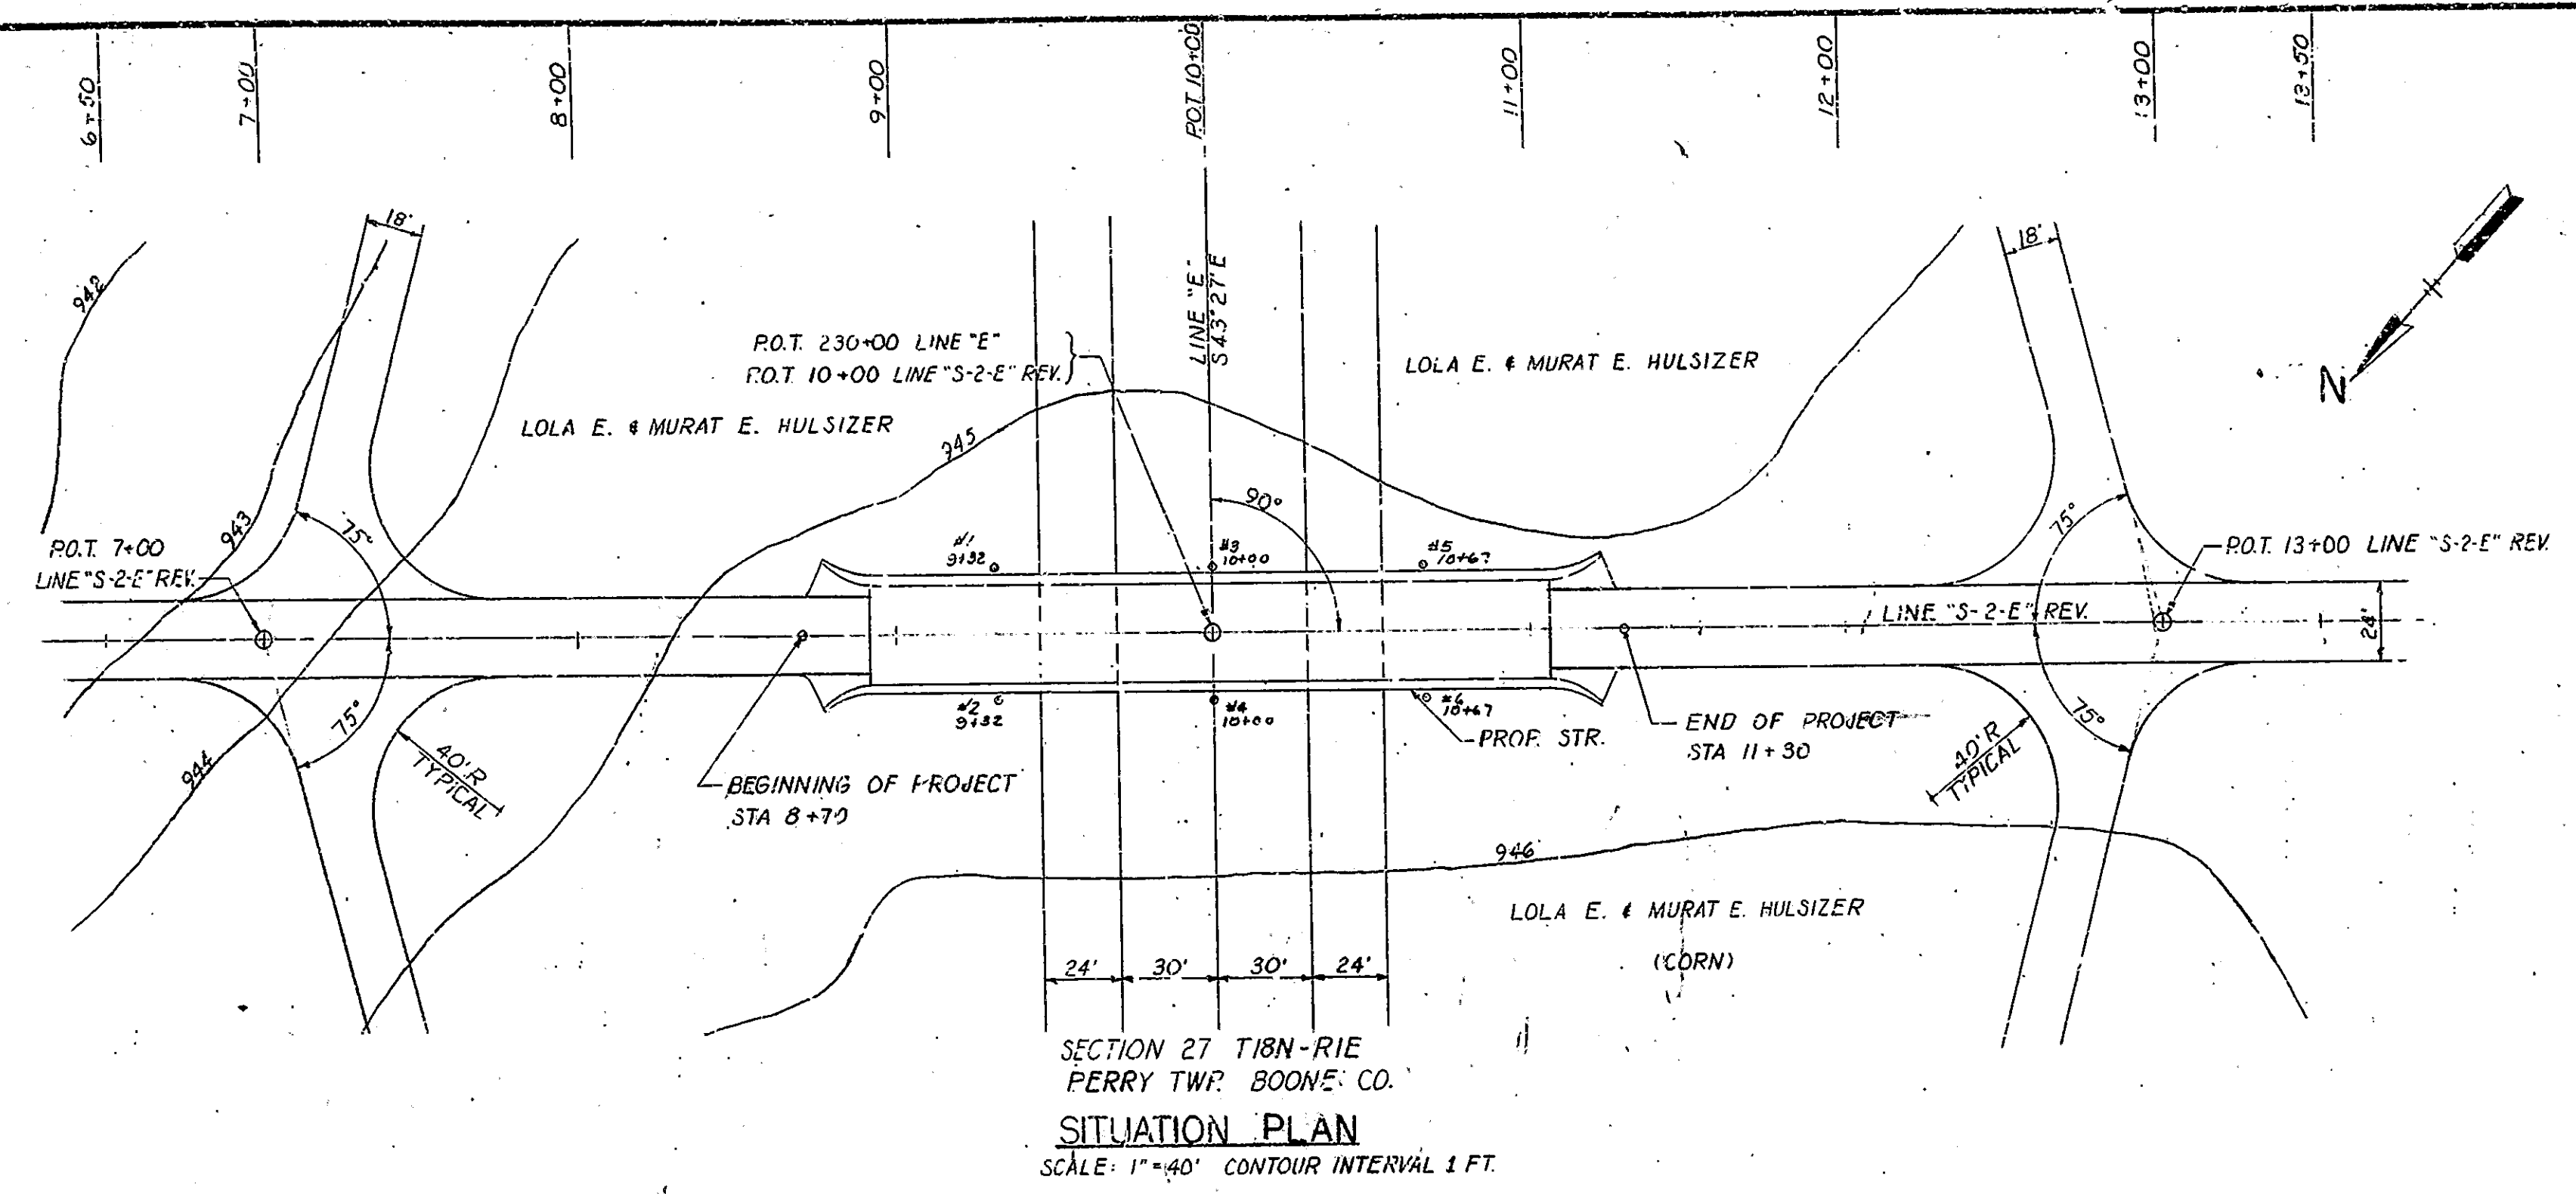 6+50
7+00
8+00
9+00
P.O.T. 10+00
11+00
12+00
13+00
13+50
18'
18'
942
LINE "E"
S 43° 27' E
P.O.T. 230+00 LINE "E"
P.O.T. 10+00 LINE "S-2-E" REV.
LOLA E. & MURAT E. HULSIZER
LOLA E. & MURAT E. HULSIZER
N
945
943
90°
75°
75°
P.O.T. 7+00
LINE "S-2-E" REV.
#1
9+32
#3
10+00
#5
10+67
P.O.T. 13+00 LINE "S-2-E" REV.
LINE "S-2-E" REV.
24'
75°
75°
#2
9+32
#4
10+00
#6
10+67
PROP. STR.
END OF PROJECT
STA 11+30
944
40' R
TYPICAL
40' R
TYPICAL
BEGINNING OF PROJECT
STA 8+70
946
LOLA E. & MURAT E. HULSIZER
(CORN)
24'
30'
30'
24'
SECTION 27 T18N-R1E
PERRY TWP. BOONE CO.
SITUATION PLAN
SCALE: 1"=40' CONTOUR INTERVAL 1 FT.